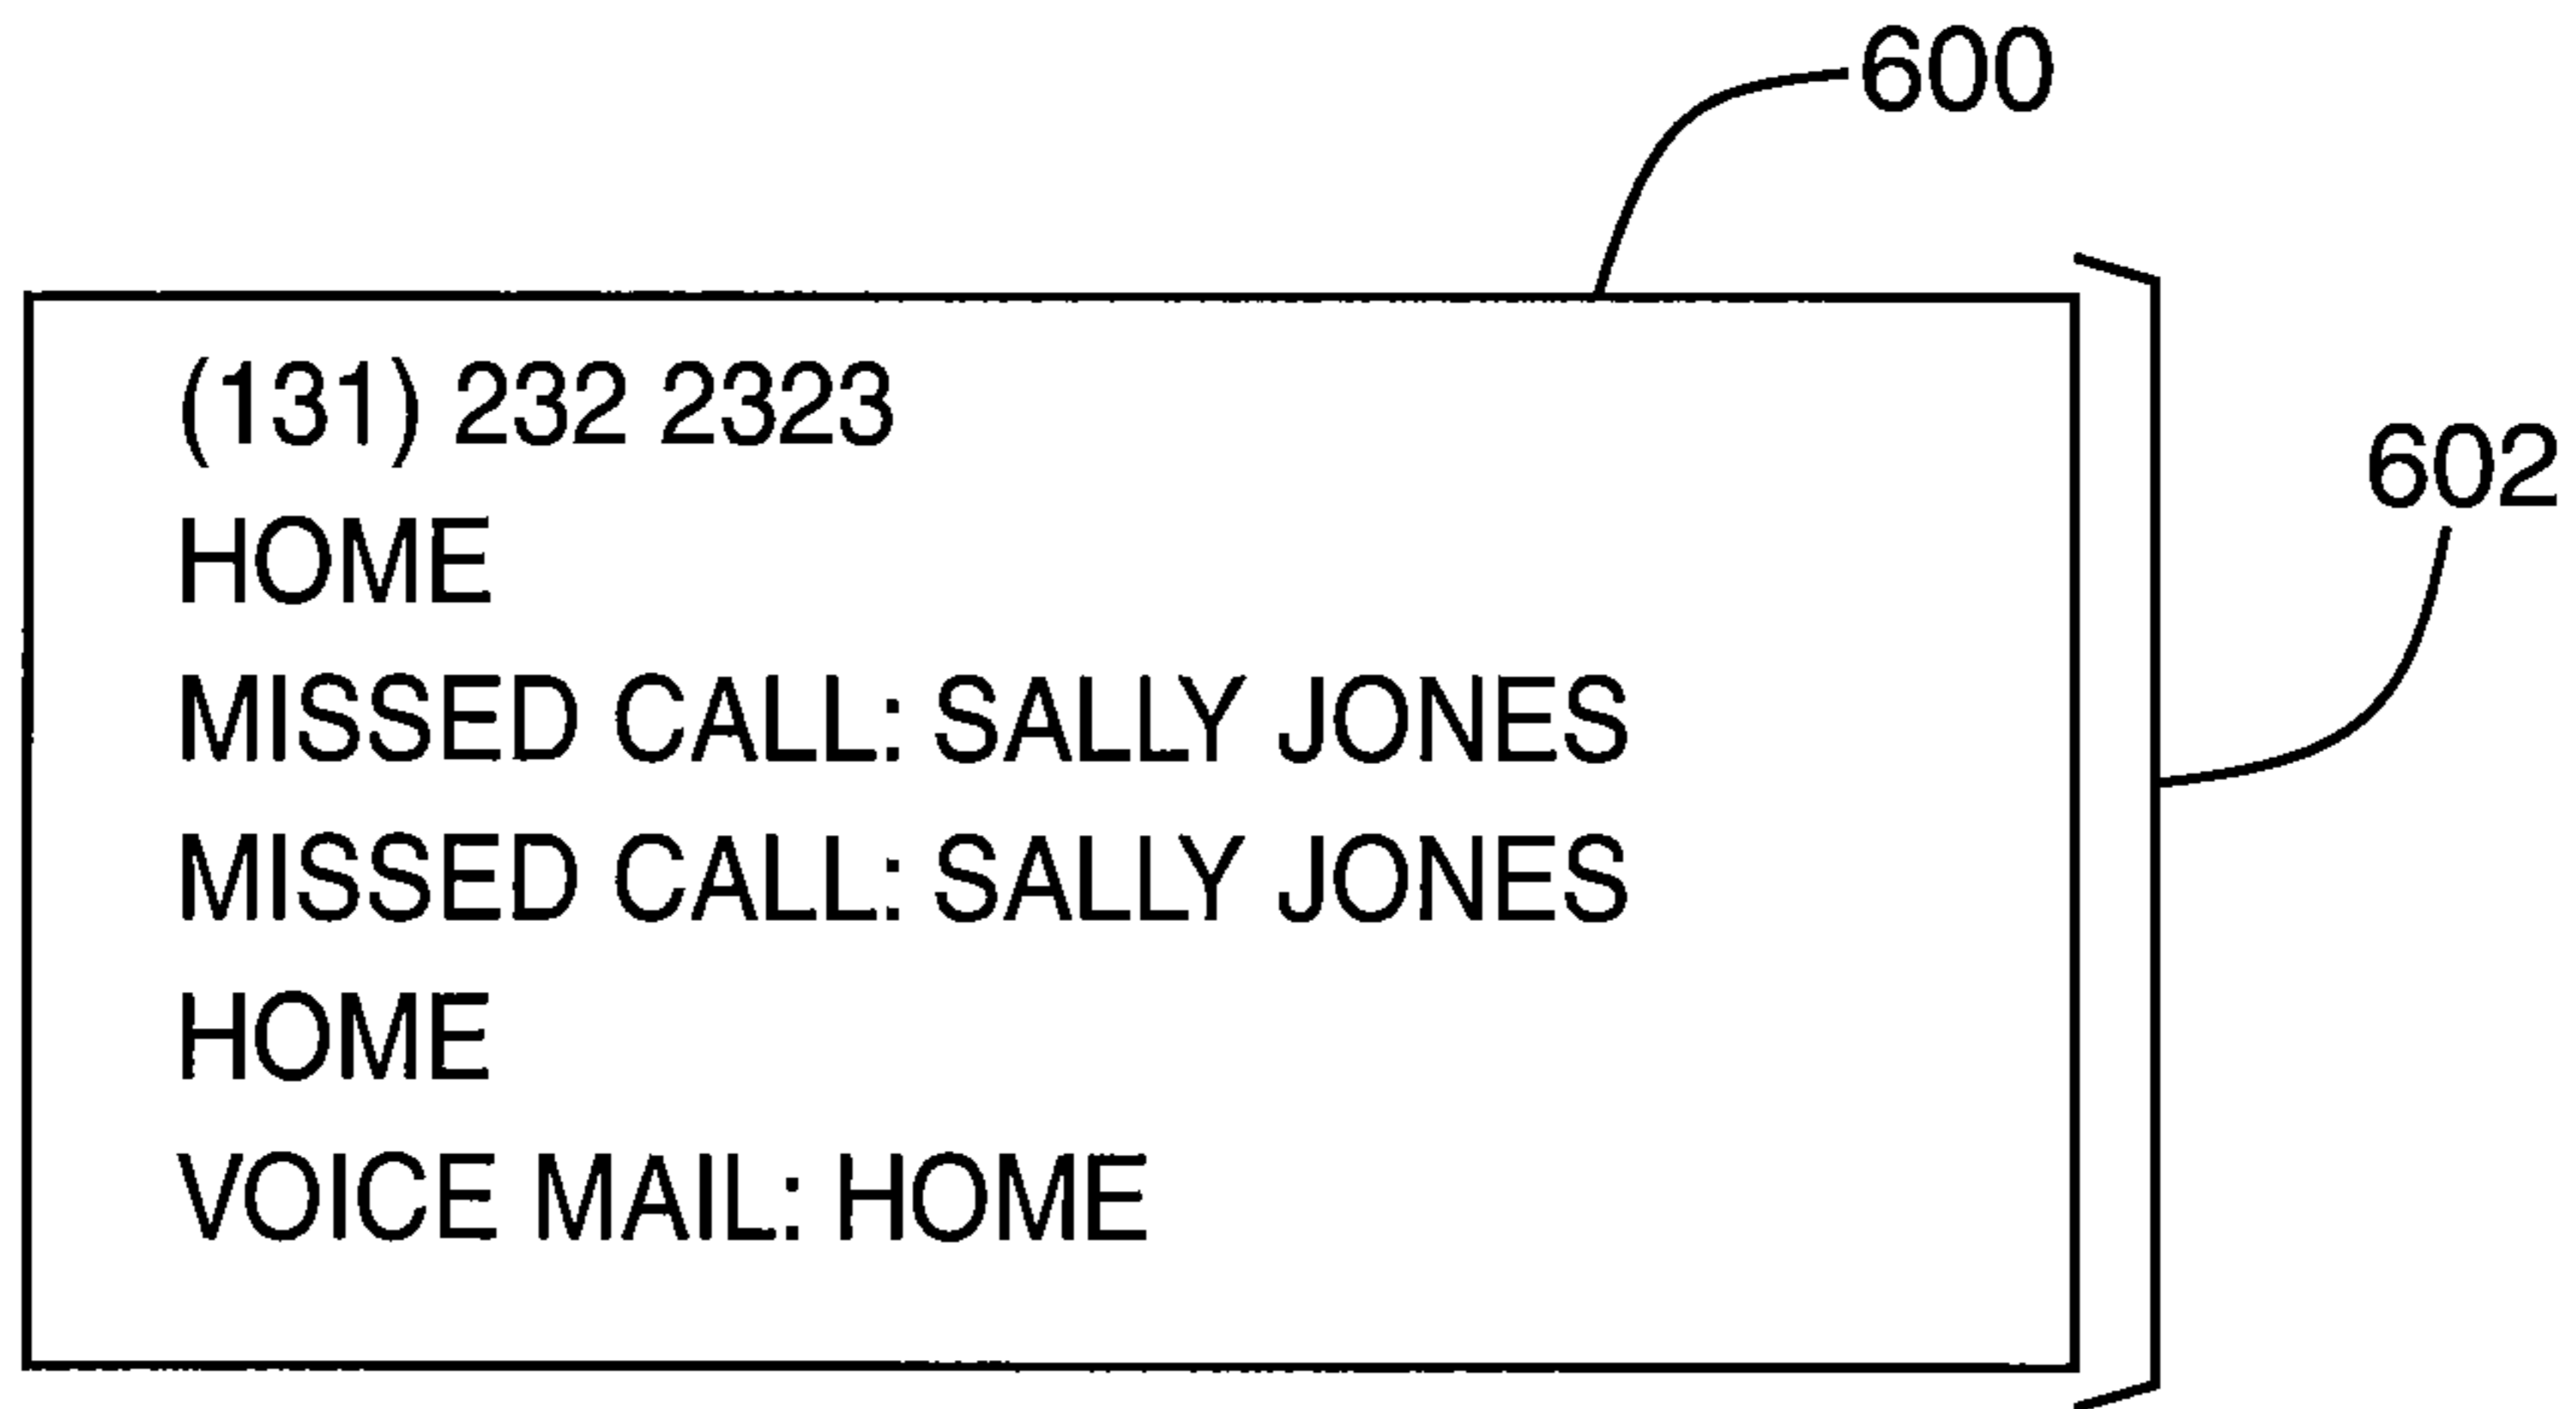 600
(131) 232 2323
602
HOME
MISSED CALL: SALLY JONES
MISSED CALL: SALLY JONES
HOME
VOICE MAIL: HOME